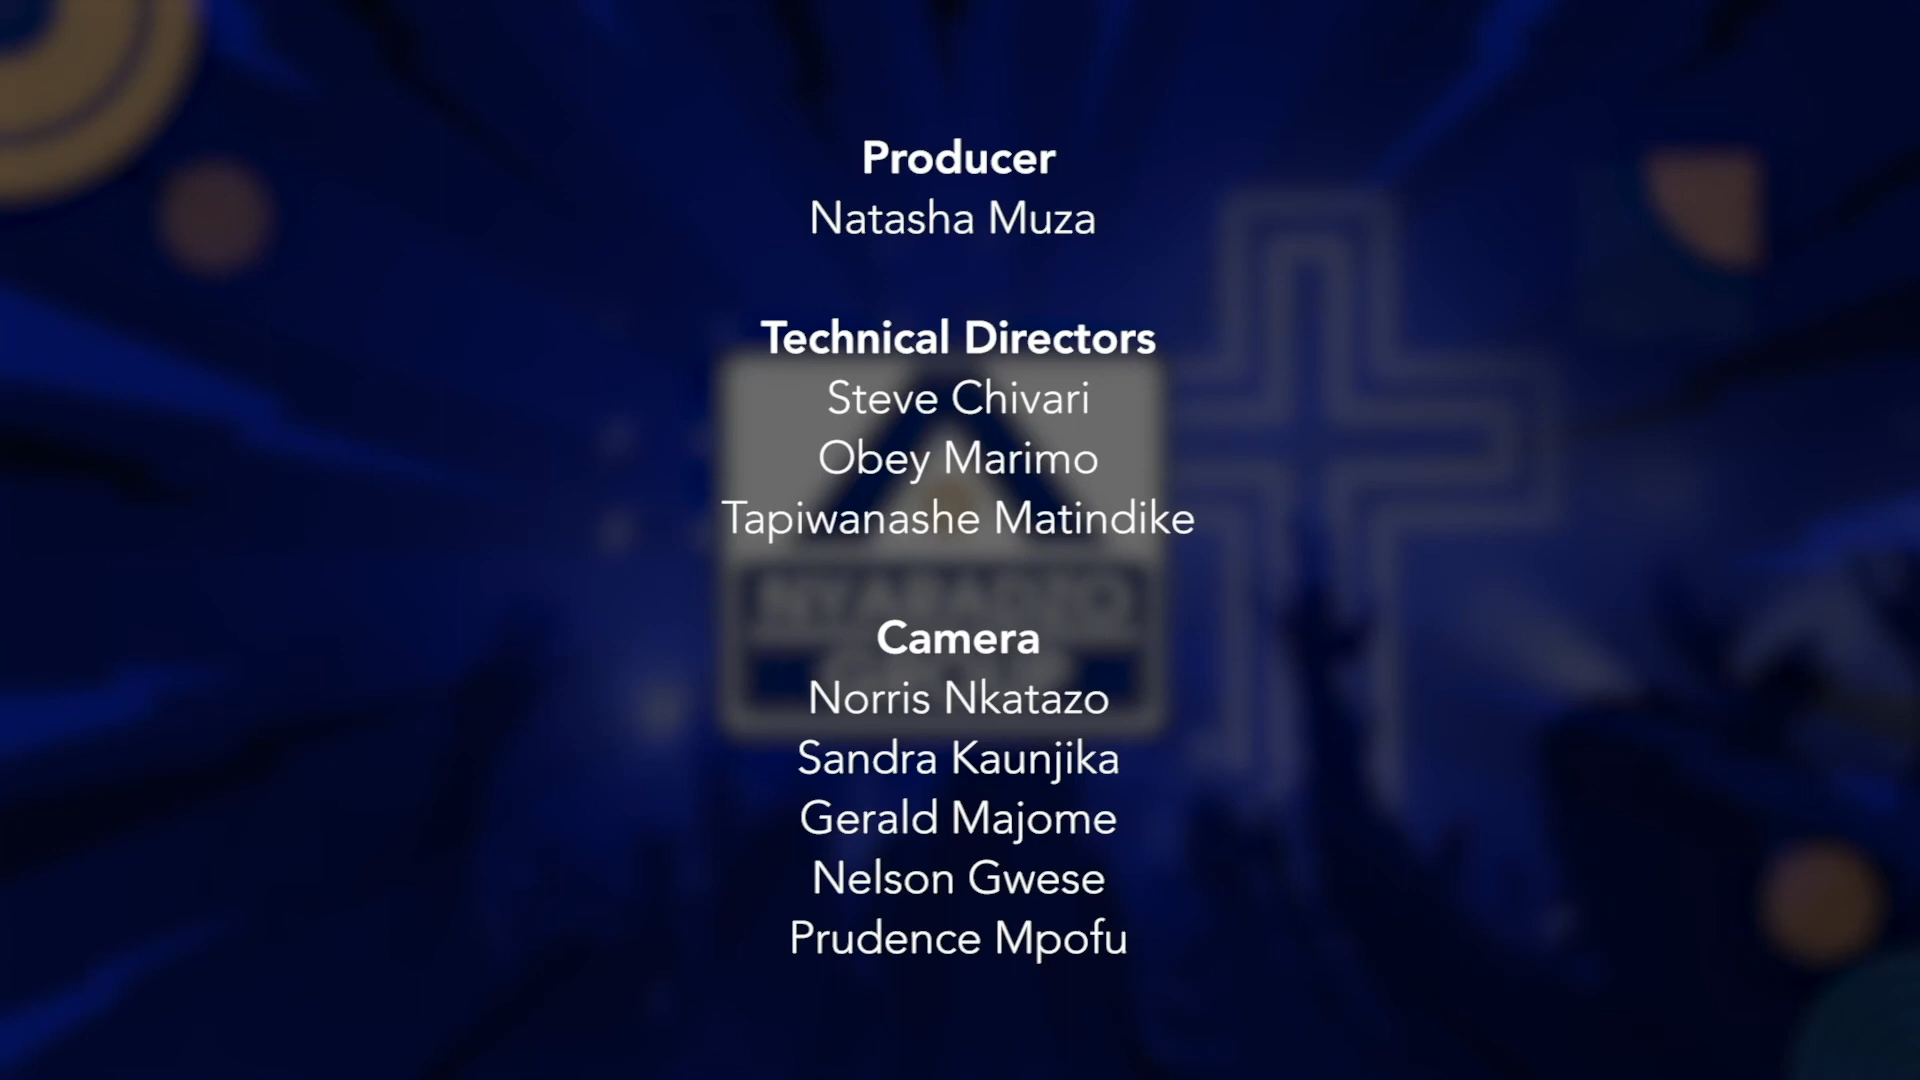 Producer
Natasha Muza
Technical Directors
Steve Chivari
Obey Marimo
Tapiwanashe Matindike
Camera
Norris Nkatazo
Sandra Kaunjika
Gerald Majome
Nelson Gwese
Prudence Mpofu
NYARADZO